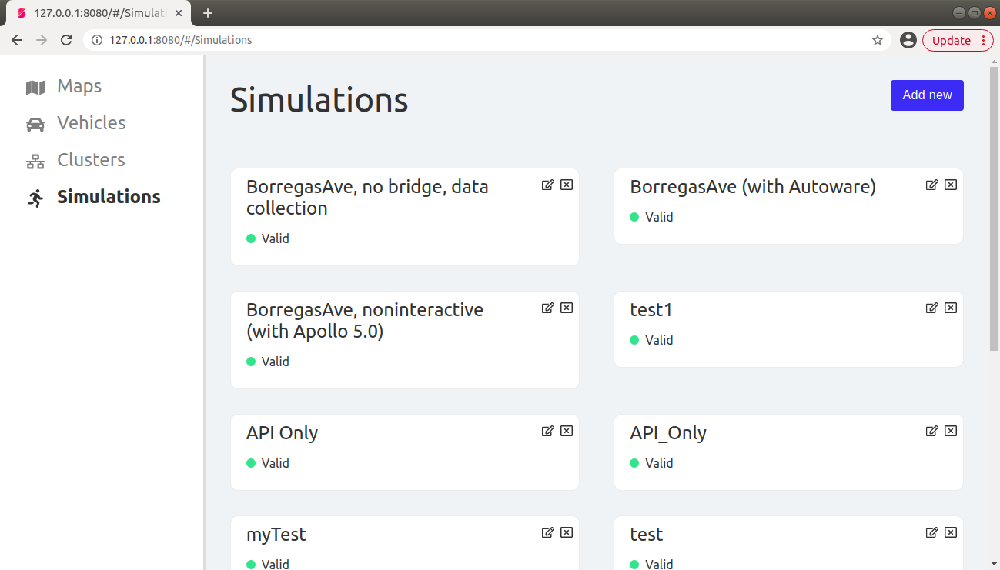 127.0.0.1:8080/#/Simulati
127.0.0.1:8080/#/Simulations
Update
Maps
Vehicles
Clusters
Simulations
Simulations
Add new
BorregasAve, no bridge, data
collection
Valid
BorregasAve (with Autoware)
Valid
BorregasAve, noninteractive
(with Apollo 5.0)
Valid
test1
Valid
API Only
Valid
API_Only
Valid
myTest
Valid
test
Valid